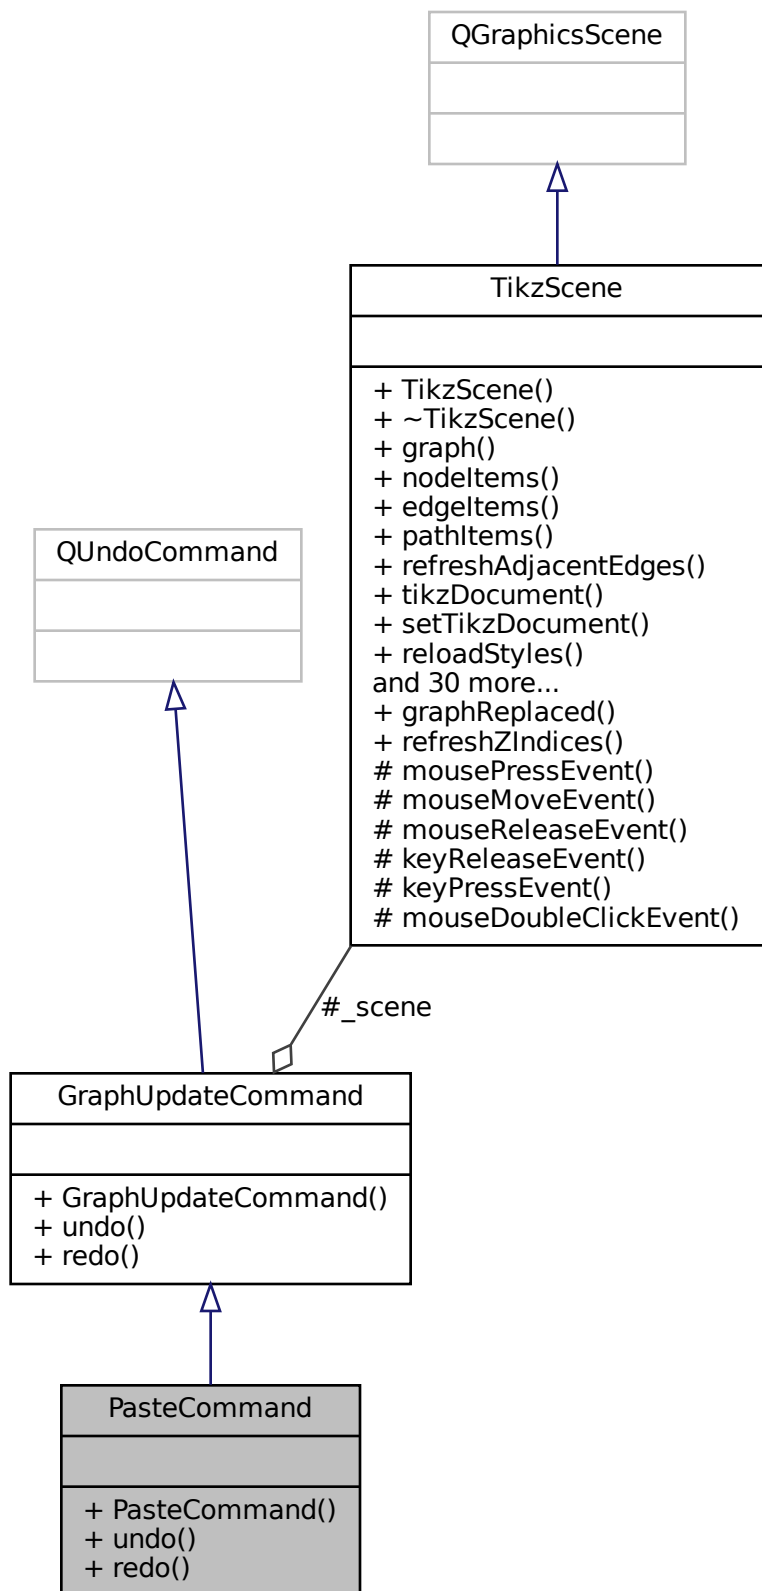 QGraphicsScene
TikzScene
+ TikzScene()
+ ~TikzScene()
+ graph()
+ nodeItems()
+ edgeItems()
+ pathItems()
+ refreshAdjacentEdges()
+ tikzDocument()
+ setTikzDocument()
+ reloadStyles()
and 30 more...
+ graphReplaced()
+ refreshZIndices()
# mousePressEvent()
# mouseMoveEvent()
# mouseReleaseEvent()
# keyReleaseEvent()
# keyPressEvent()
# mouseDoubleClickEvent()
QUndoCommand
#_scene
GraphUpdateCommand
+ GraphUpdateCommand()
+ undo()
+ redo()
PasteCommand
+ PasteCommand()
+ undo()
+ redo()